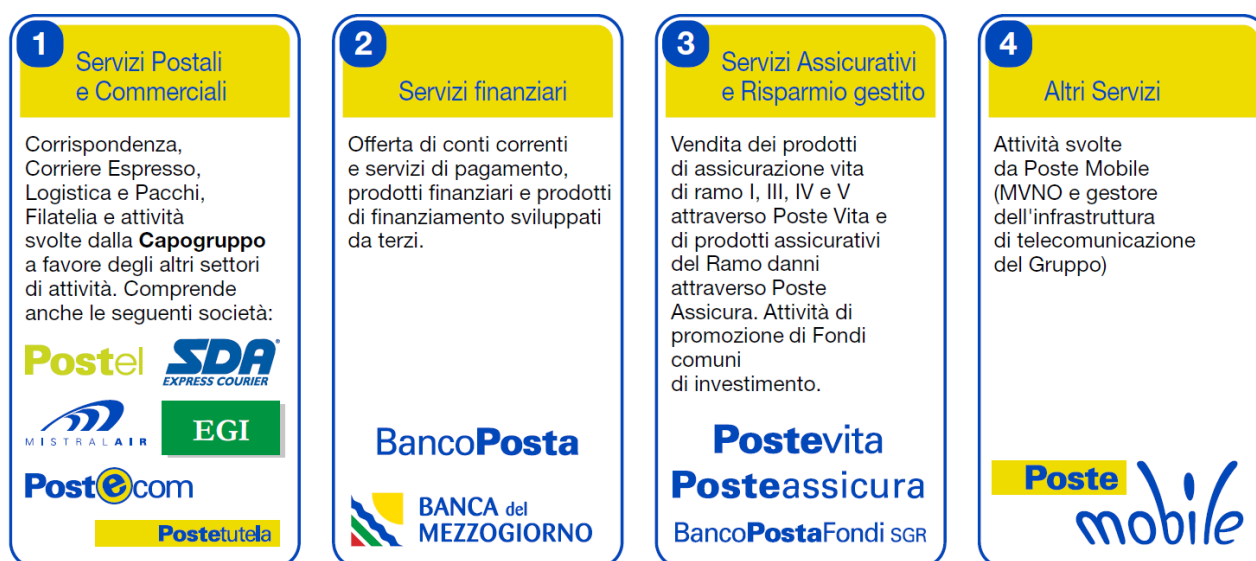 1
Servizi Postali
e Commerciali
Corrispondenza,
Corriere Espresso,
Logistica e Pacchi,
Filatelia e attività
svolte dalla Capogruppo
a favore degli altri settori
di attività. Comprende
anche le seguenti società:
Postel
SDA
EXPRESS COURIER
MISTRALAIR
EGI
Postecom
Postetutela
2
Servizi finanziari
Offerta di conti correnti
e servizi di pagamento,
prodotti finanziari e prodotti
di finanziamento sviluppati
da terzi.
BancoPosta
BANCA del
MEZZOGIORNO
3
Servizi Assicurativi
e Risparmio gestito
Vendita dei prodotti
di assicurazione vita
di ramo I, III, IV e V
attraverso Poste Vita e
di prodotti assicurativi
del Ramo danni
attraverso Poste
Assicura. Attività di
promozione di Fondi
comuni
di investimento.
Postevita
Posteassicura
BancoPostaFondi SGR
4
Altri Servizi
Attività svolte
da Poste Mobile
(MVNO e gestore
dell'infrastruttura
di telecomunicazione
del Gruppo)
Poste
mobile